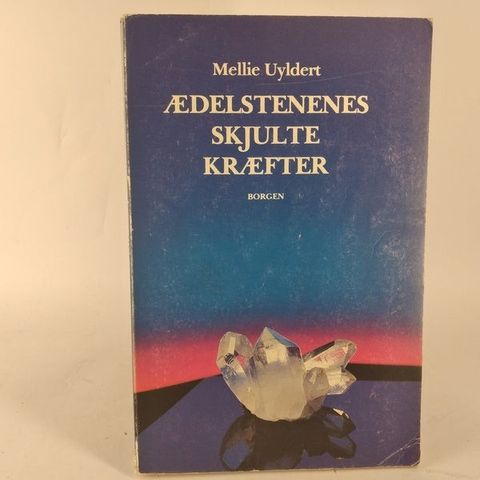 Mellie Uyldert
ÆDELSTENENES
SKJULTE
KRÆFTER
BORGEN